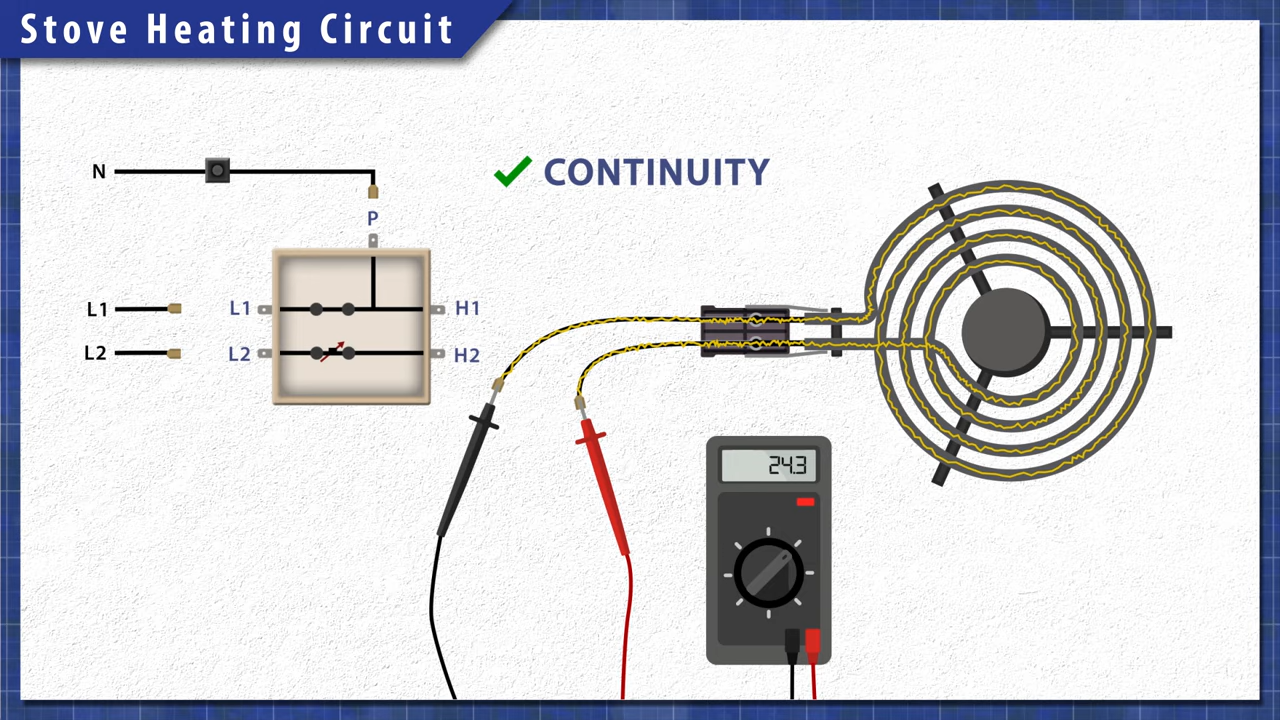 Stove Heating Circuit
N
CONTINUITY
P
L1 L1 H1
L2 L2 H2
24.3